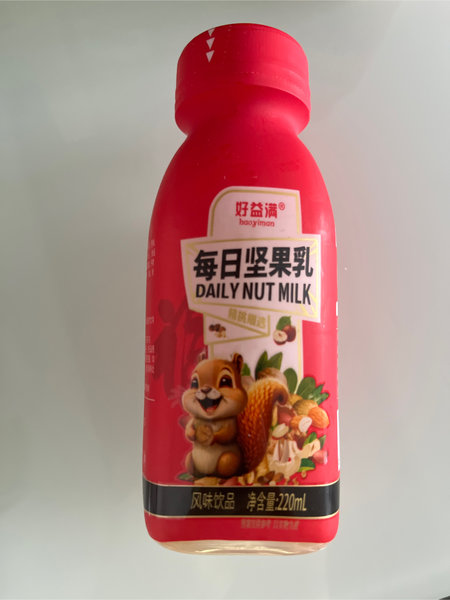 好益满®
haoyiman
每日坚果乳
DAILY NUT MILK
风味饮品 净含量:220mL